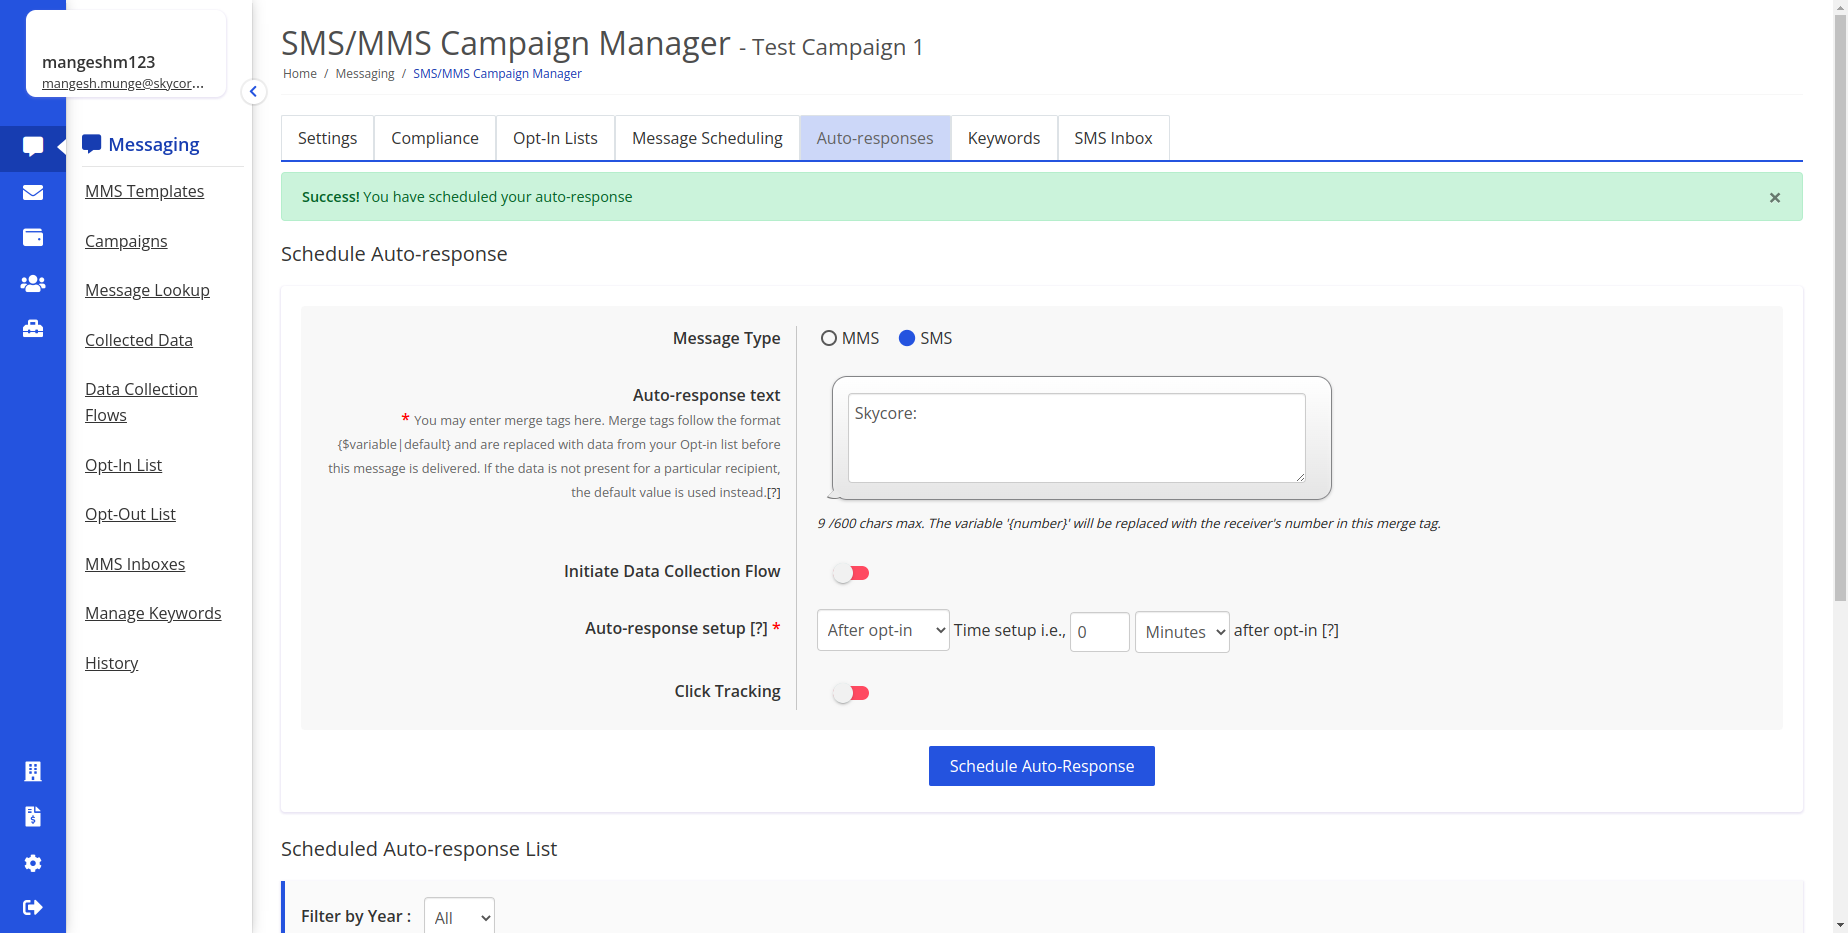 mangeshm123
mangesh.munge@skycor...
Messaging
MMS Templates
Campaigns
Message Lookup
Collected Data
Data Collection
Flows
Opt-In List
Opt-Out List
MMS Inboxes
Manage Keywords
History
SMS/MMS Campaign Manager - Test Campaign 1
Home / Messaging / SMS/MMS Campaign Manager
Settings Compliance Opt-In Lists Message Scheduling Auto-responses Keywords SMS Inbox
Success! You have scheduled your auto-response ×
Schedule Auto-response
Message Type MMS SMS
Auto-response text
* You may enter merge tags here. Merge tags follow the format
{$variable|default} and are replaced with data from your Opt-in list before
this message is delivered. If the data is not present for a particular recipient,
the default value is used instead.[?]
Skycore:
9 /600 chars max. The variable '{number}' will be replaced with the receiver's number in this merge tag.
Initiate Data Collection Flow
Auto-response setup [?] * After opt-in Time setup i.e., 0 Minutes after opt-in [?]
Click Tracking
Schedule Auto-Response
Scheduled Auto-response List
Filter by Year : All